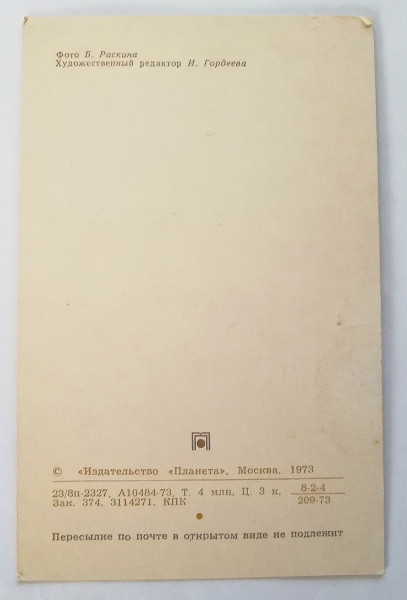 Фото Б. Раскина
Художественный редактор И. Гордеева
© «Издательство «Планета». Москва. 1973
23/8п-2327. А10484-73. Т. 4 млн. Ц. 3 к. 8-2-4
Зак. 374. 3114271. КПК 209-73
Пересылке по почте в открытом виде не подлежит